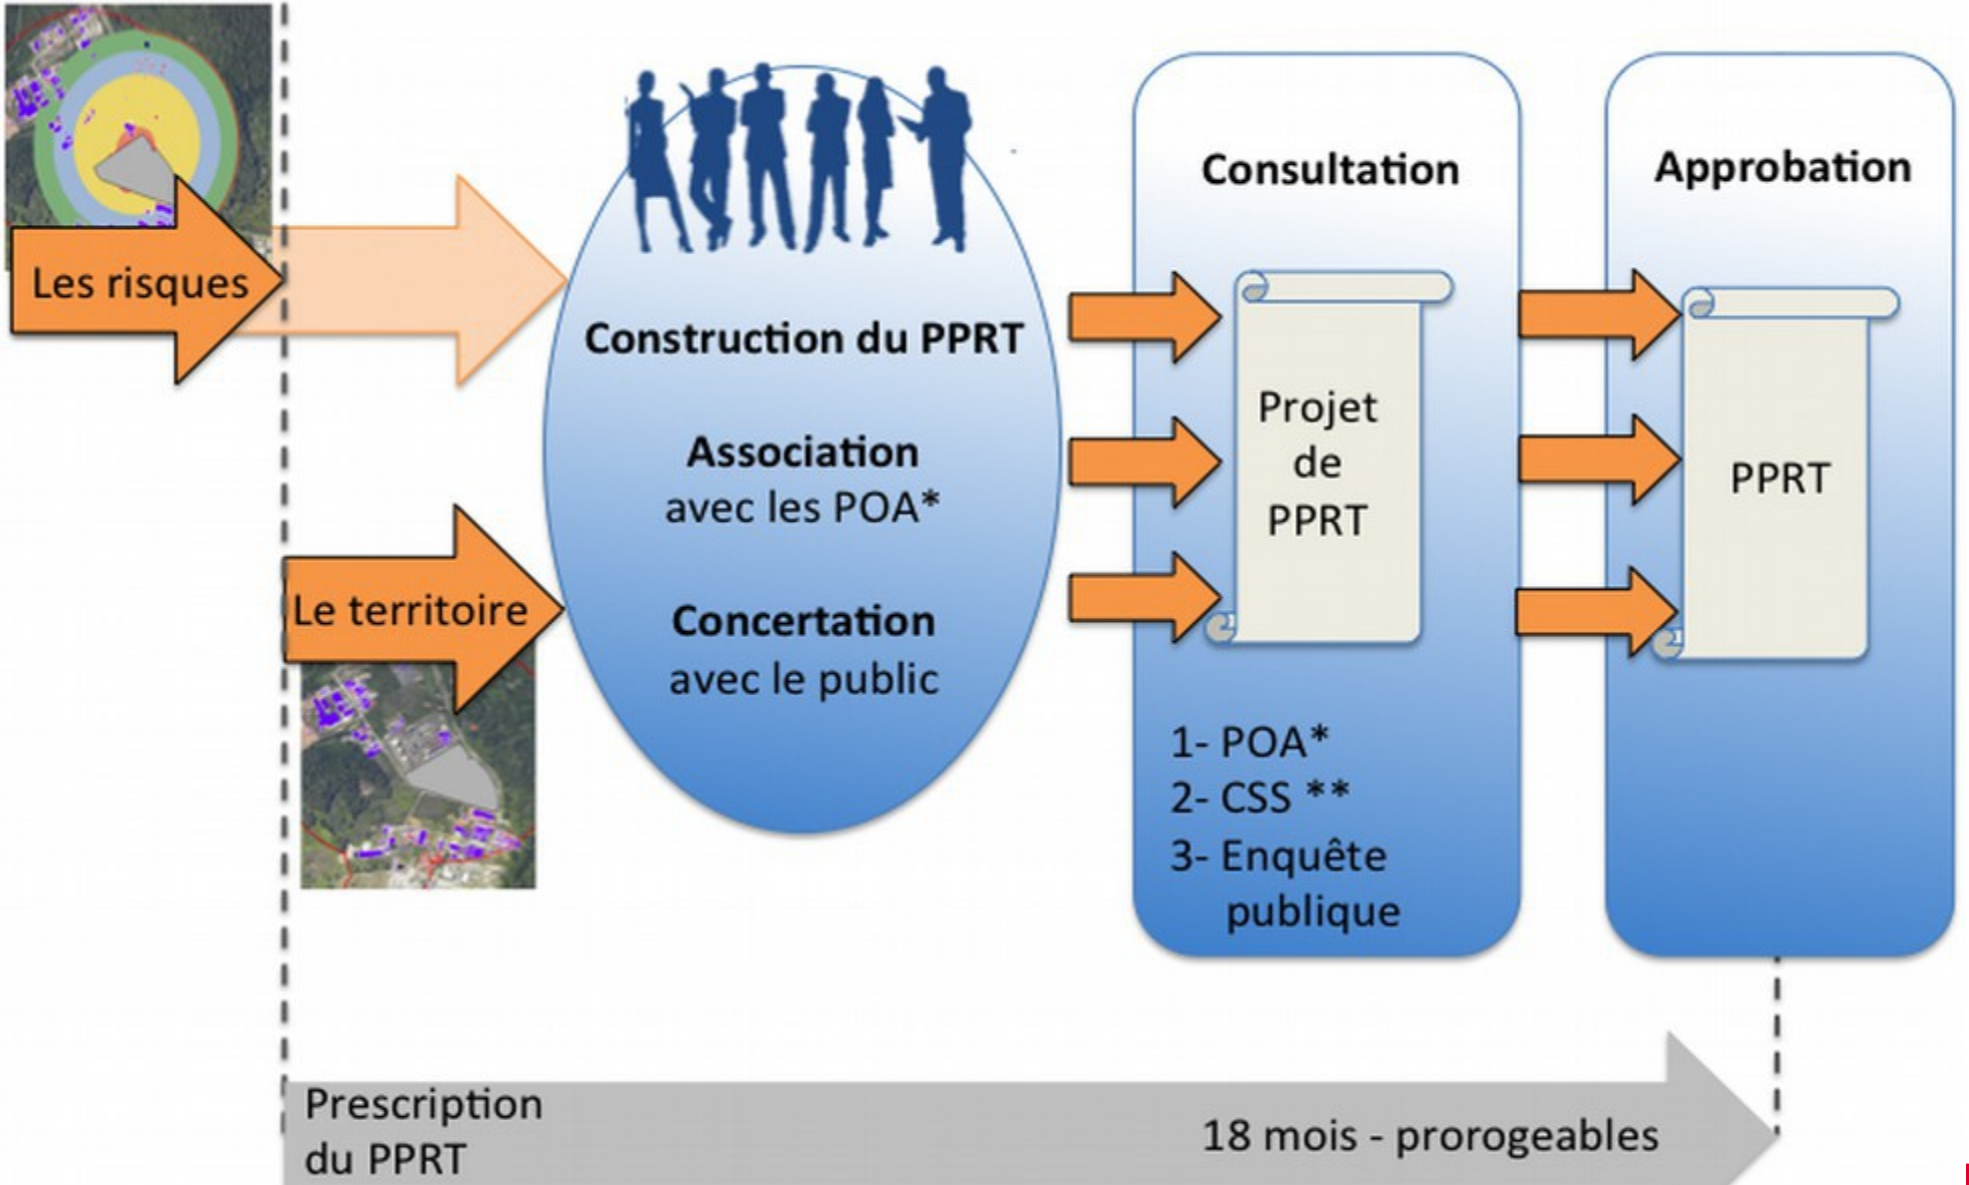 Les risques
Le territoire
Construction du PPRT
Association
avec les POA*
Concertation
avec le public
Consultation
Projet
de
PPRT
1- POA*
2- CSS **
3- Enquête
publique
Approbation
PPRT
Prescription
du PPRT
18 mois - prorogeables